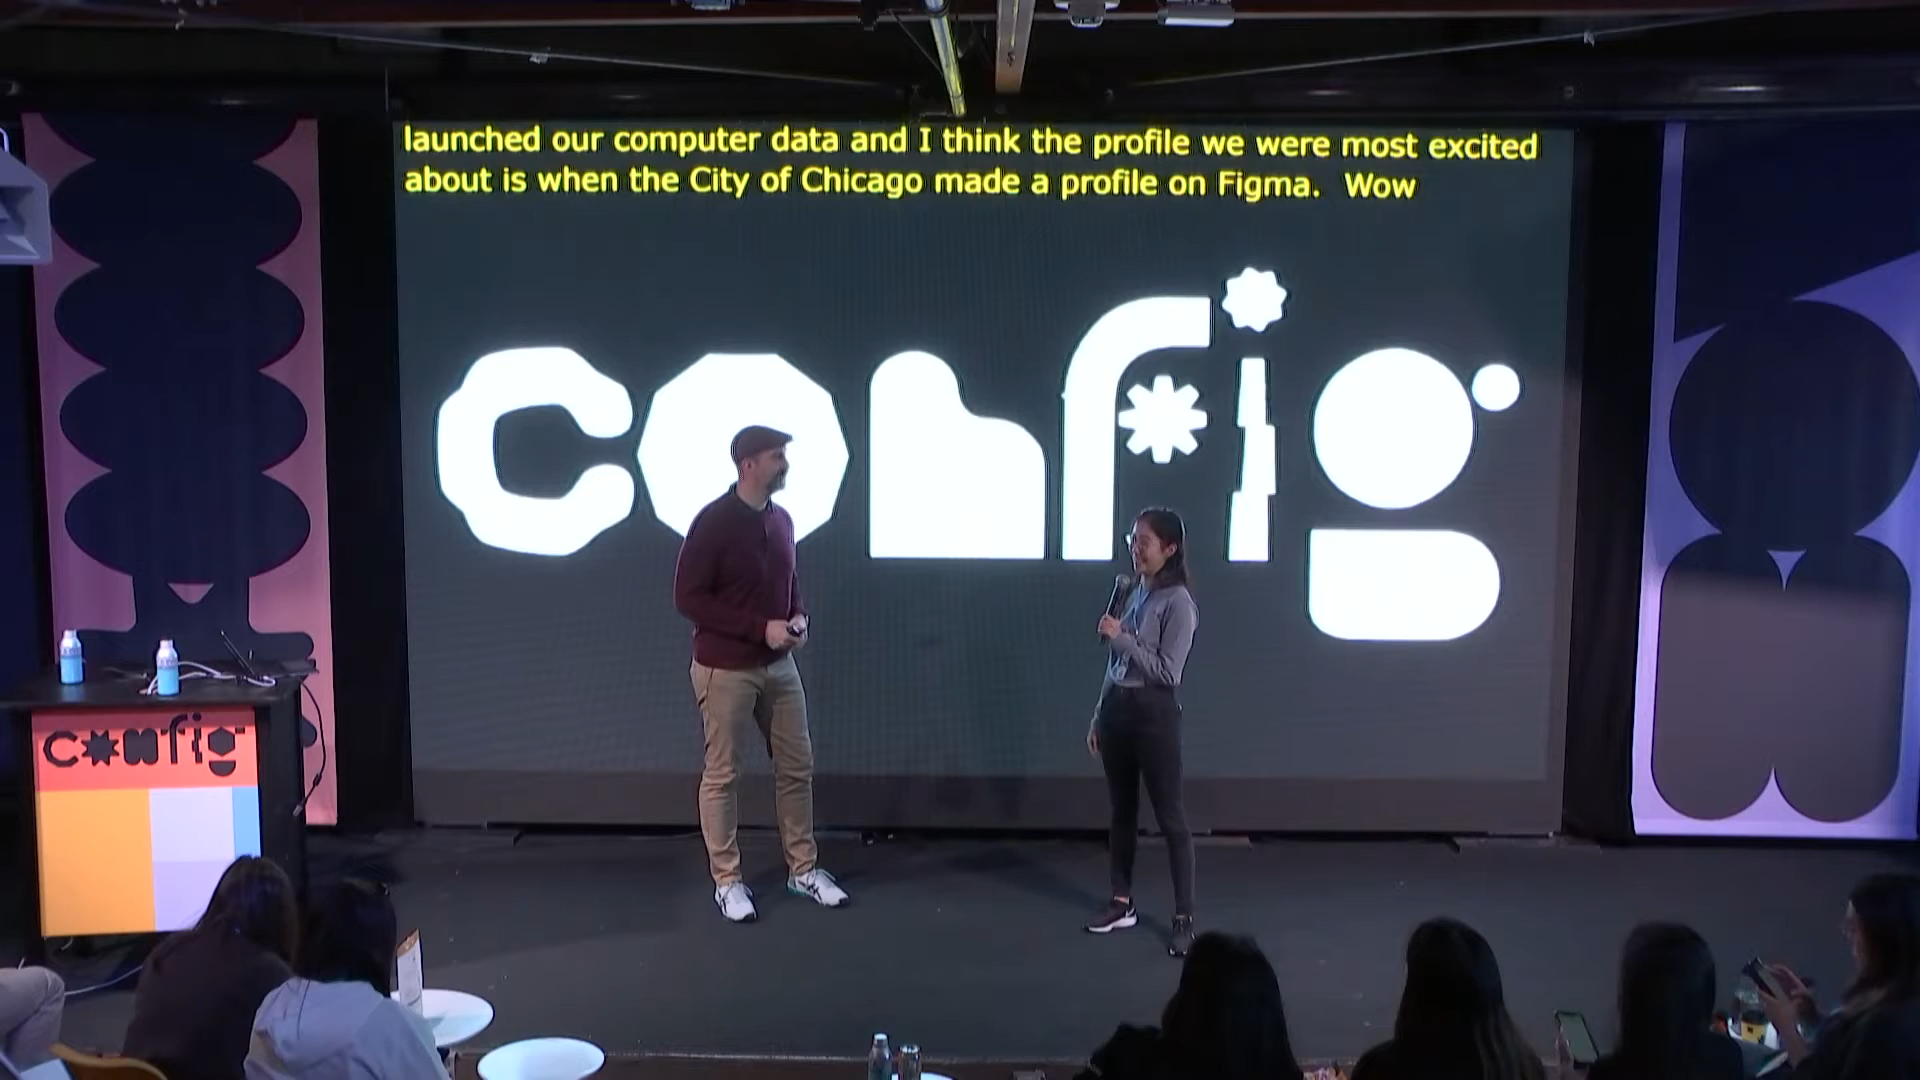 launched our computer data and I think the profile we were most excited
about is when the City of Chicago made a profile on Figma.  Wow
config
config